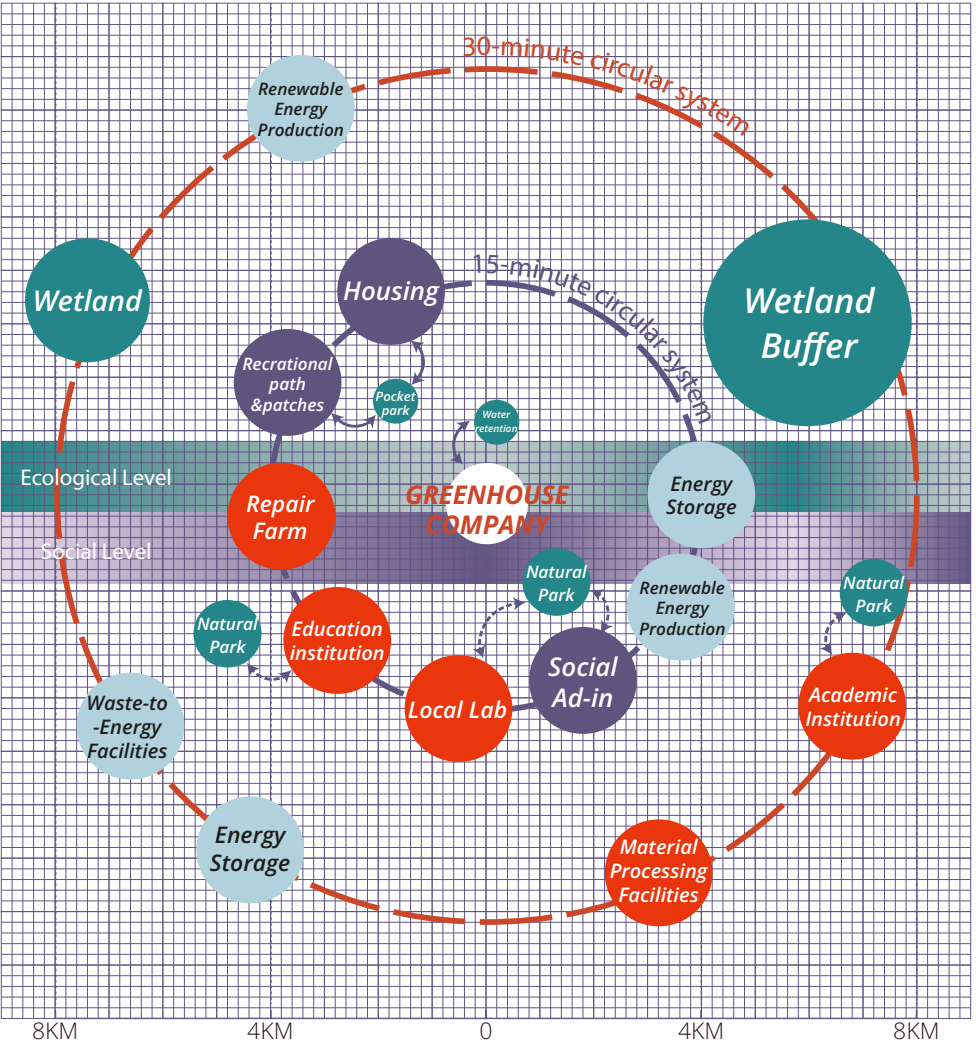 30-minute circular system
Renewable
Energy
Production
Wetland
Housing
15-minute circular system
Wetland
Buffer
Recrational
path
&patches
Pocket
park
Water
retention
Ecological Level
GREENHOUSE
COMPANY
Energy
Storage
Repair
Farm
Social Level
Natural
Park
Renewable
Energy
Production
Natural
Park
Natural
Park
Education
institution
Social
Ad-in
Local Lab
Academic
Institution
Waste-to
-Energy
Facilities
Energy
Storage
Material
Processing
Facilities
8KM 4KM 0 4KM 8KM